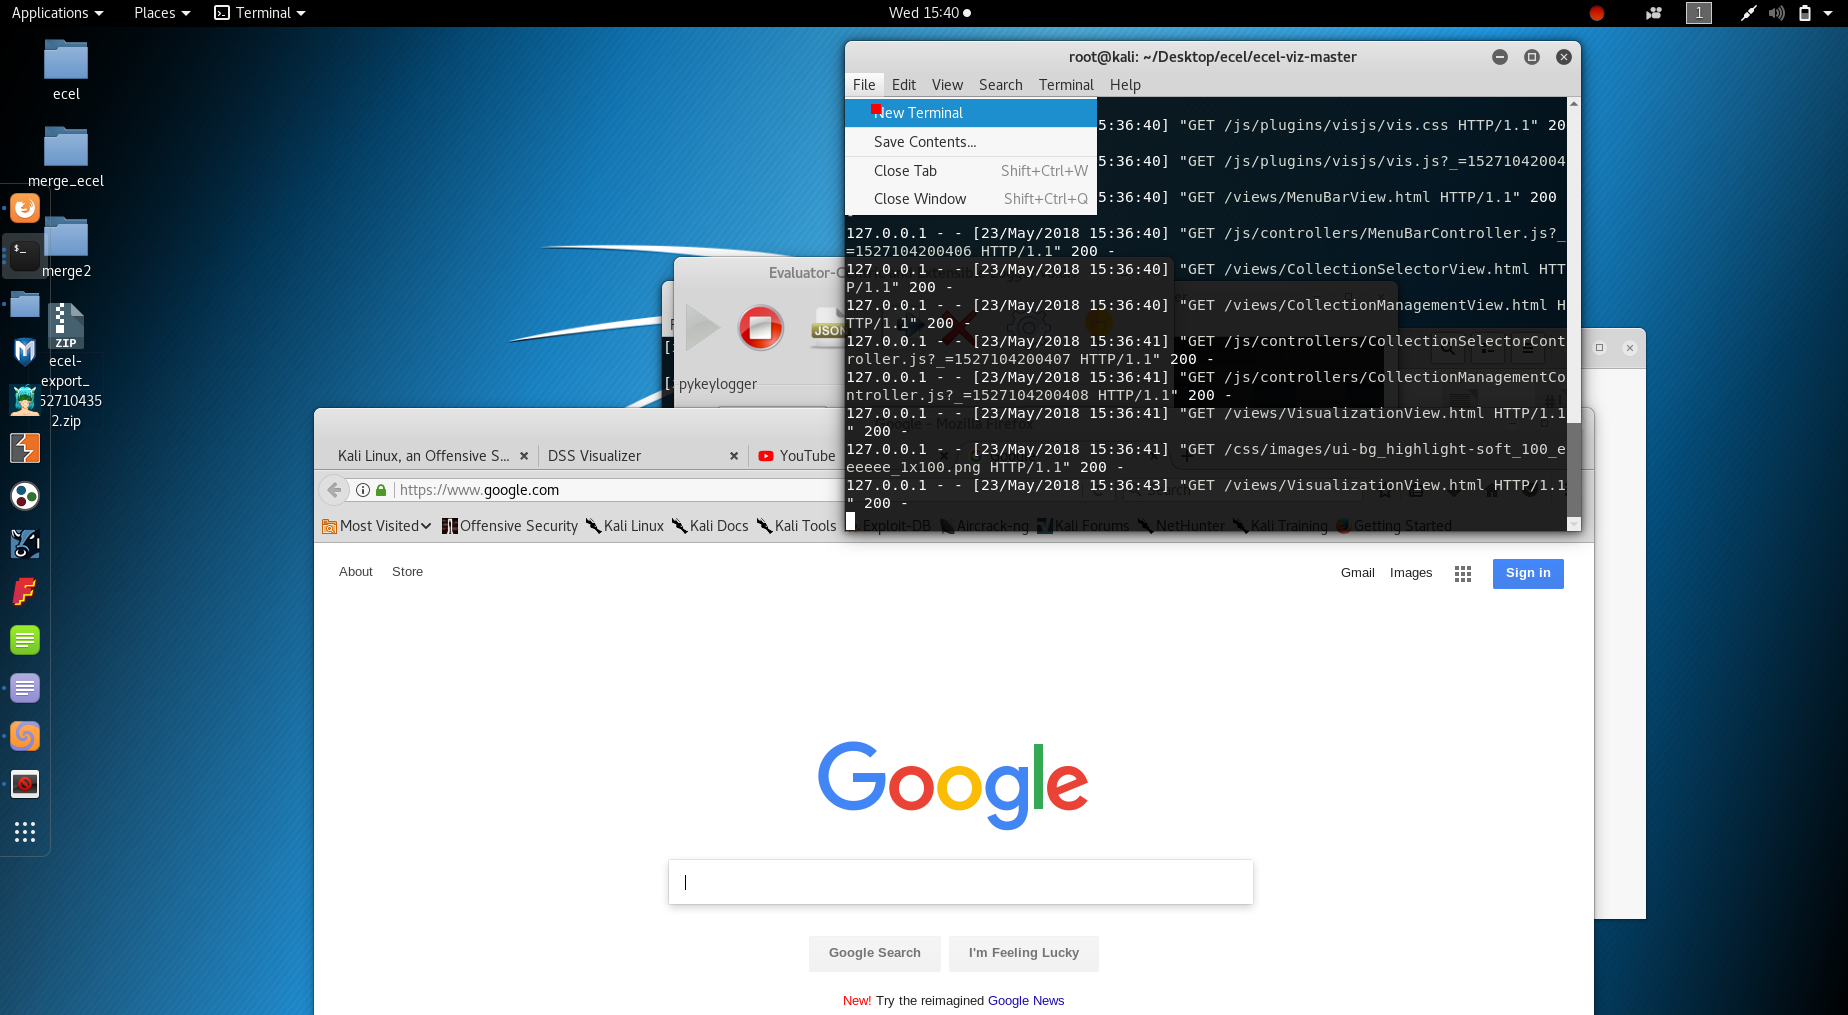 Applications
Places
Terminal
Wed 15:40
1
ecel
merge_ecel
merge2
ZIP
ecel-
export_
52710435
2.zip
root@kali: ~/Desktop/ecel/ecel-viz-master
File Edit View Search Terminal Help
New Terminal
Save Contents...
Close Tab Shift+Ctrl+W
Close Window Shift+Ctrl+Q
5:36:40] "GET /js/plugins/visjs/vis.css HTTP/1.1" 20
5:36:40] "GET /js/plugins/visjs/vis.js?_=15271042004
5:36:40] "GET /views/MenuBarView.html HTTP/1.1" 200
127.0.0.1 - - [23/May/2018 15:36:40] "GET /js/controllers/MenuBarController.js?_
=1527104200406 HTTP/1.1" 200 -
127.0.0.1 - - [23/May/2018 15:36:40] "GET /views/CollectionSelectorView.html HTT
P/1.1" 200 -
127.0.0.1 - - [23/May/2018 15:36:40] "GET /views/CollectionManagementView.html H
TTP/1.1" 200 -
127.0.0.1 - - [23/May/2018 15:36:41] "GET /js/controllers/CollectionSelectorCont
roller.js?_=1527104200407 HTTP/1.1" 200 -
127.0.0.1 - - [23/May/2018 15:36:41] "GET /js/controllers/CollectionManagementCo
ntroller.js?_=1527104200408 HTTP/1.1" 200 -
127.0.0.1 - - [23/May/2018 15:36:41] "GET /views/VisualizationView.html HTTP/1.1
" 200 -
127.0.0.1 - - [23/May/2018 15:36:41] "GET /css/images/ui-bg_highlight-soft_100_e
eeeee_1x100.png HTTP/1.1" 200 -
127.0.0.1 - - [23/May/2018 15:36:43] "GET /views/VisualizationView.html HTTP/1.1
" 200 -
Evaluator-C
JSON
pykeylogger
Google - Mozilla Firefox
Kali Linux, an Offensive S...
DSS Visualizer
YouTube
https://www.google.com
Search
Most Visited Offensive Security Kali Linux Kali Docs Kali Tools Exploit-DB Aircrack-ng Kali Forums NetHunter Kali Training Getting Started
About Store
Gmail Images Sign in
Google
Google Search I'm Feeling Lucky
New! Try the reimagined Google News